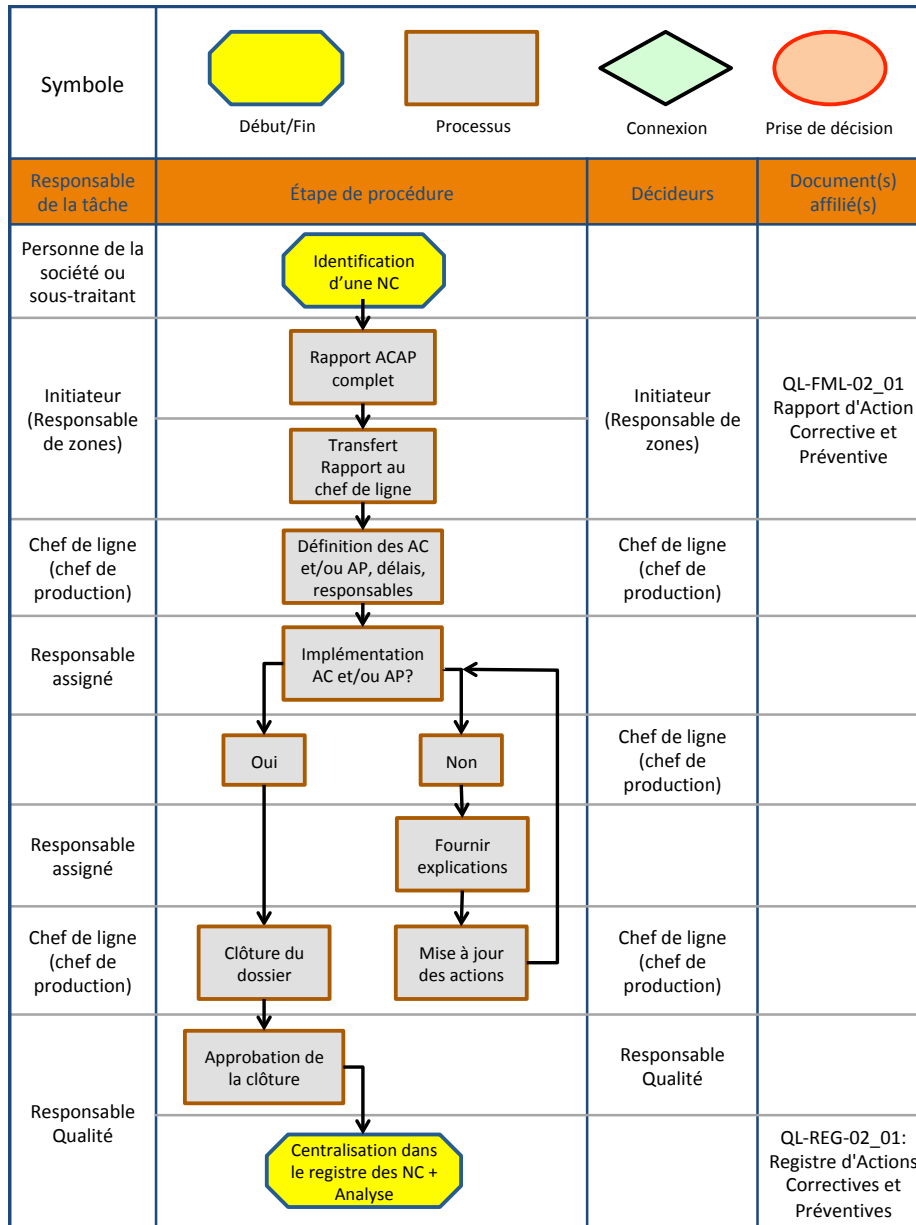 Symbole
Début/Fin
Processus
Connexion
Prise de décision
Responsable
de la tâche
Étape de procédure
Décideurs
Document(s)
affilié(s)
Personne de la
société ou
sous-traitant
Identification
d'une NC
Initiateur
(Responsable
de zones)
Rapport ACAP
complet
Transfert
Rapport au
chef de ligne
Initiateur
(Responsable de
zones)
QL-FML-02_01
Rapport d'Action
Corrective et
Préventive
Chef de ligne
(chef de
production)
Définition des AC
et/ou AP, délais,
responsables
Chef de ligne
(chef de
production)
Responsable
assigné
Implémentation
AC et/ou AP?
Oui
Non
Chef de ligne
(chef de
production)
Responsable
assigné
Fournir
explications
Chef de ligne
(chef de
production)
Clôture du
dossier
Mise à jour
des actions
Chef de ligne
(chef de
production)
Responsable
Qualité
Approbation de
la clôture
Responsable
Qualité
Centralisation dans
le registre des NC +
Analyse
QL-REG-02_01:
Registre d'Actions
Correctives et
Préventives